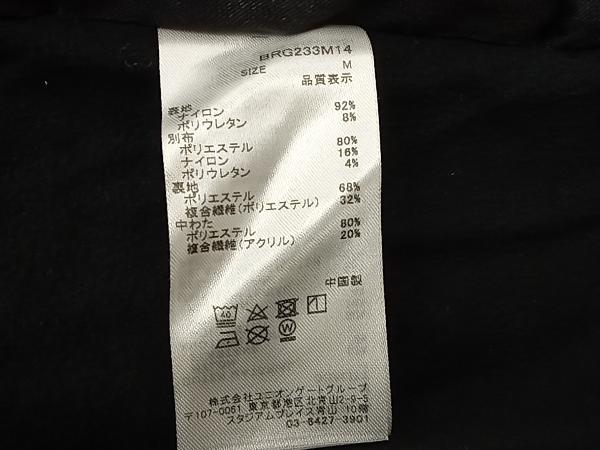 BRG233M14
SIZE M
品質表示
表地
ナイロン 92%
ポリウレタン 8%
別布
ポリエステル 80%
ナイロン 16%
ポリウレタン 4%
裏地
ポリエステル 68%
複合繊維(ポリエステル) 32%
中わた
ポリエステル 80%
複合繊維(アクリル) 20%
中国製
40
W
株式会社ユニオンゲートグループ
東京都港区北青山2-9-5
〒107-0061
スタジアムプレイス青山 10階
03-6427-3901